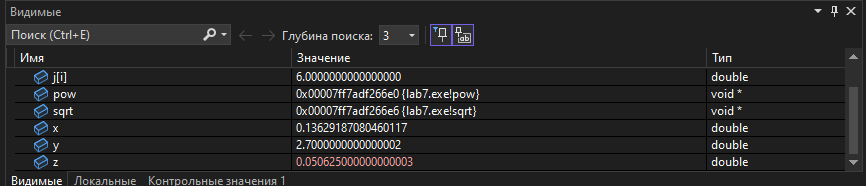 Видимые
Поиск (Ctrl+E) Глубина поиска: 3
Имя Значение Тип
j[i] 6.0000000000000000 double
pow 0x00007ff7adf266e0 {lab7.exe!pow} void *
sqrt 0x00007ff7adf266e6 {lab7.exe!sqrt} void *
x 0.13629187080460117 double
y 2.7000000000000002 double
z 0.050625000000000003 double
Видимые Локальные Контрольные значения 1